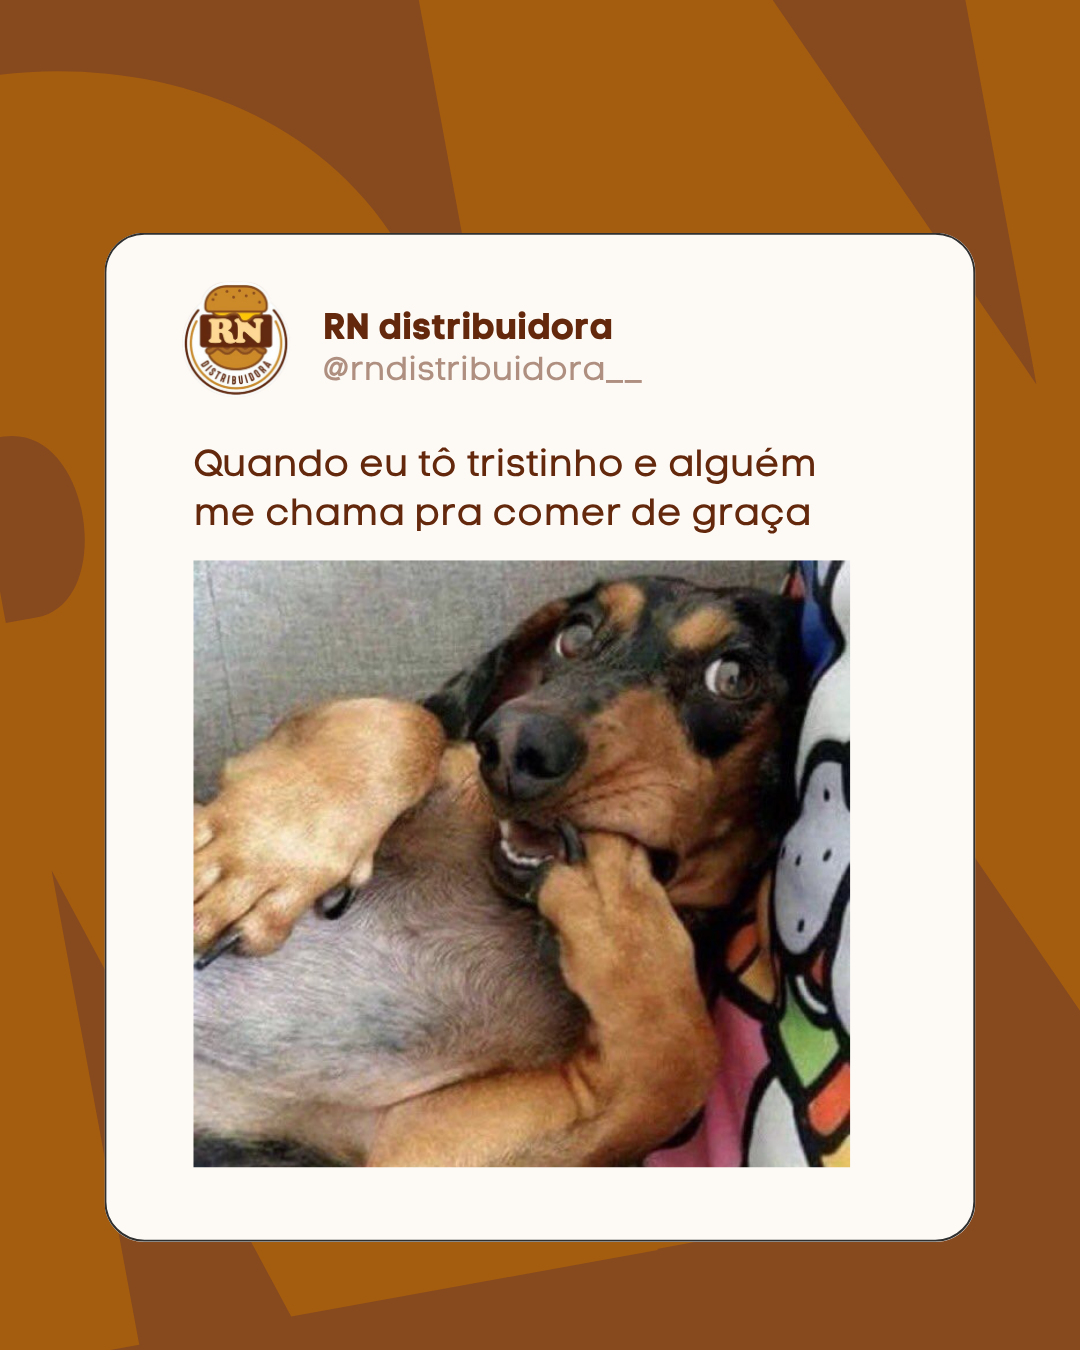 RN
DISTRIBUIDORA
RN distribuidora
@rndistribuidora__
Quando eu tô tristinho e alguém
me chama pra comer de graça